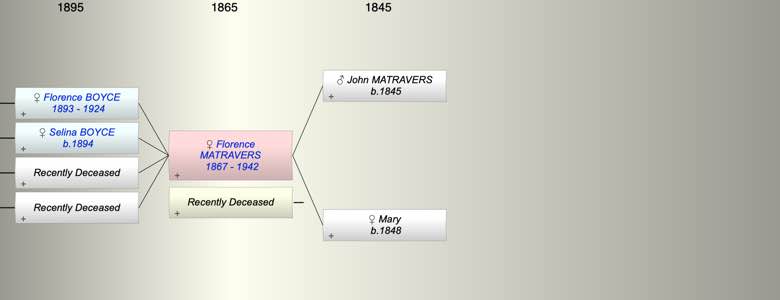 1895 1865 1845
♀ Florence BOYCE
1893 - 1924
+
♀ Selina BOYCE
b.1894
+
Recently Deceased
+
Recently Deceased
+
♀ Florence
MATRAVERS
1867 - 1942
+
Recently Deceased
+
♂ John MATRAVERS
b.1845
+
♀ Mary
b.1848
+